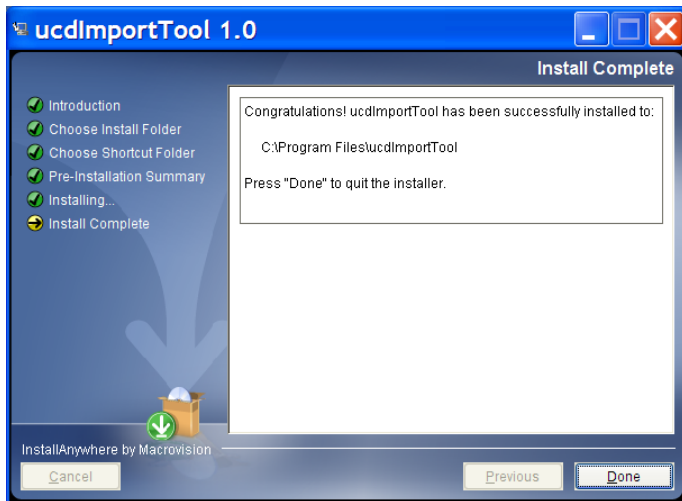 ucdImportTool 1.0
Install Complete
Introduction
Choose Install Folder
Choose Shortcut Folder
Pre-Installation Summary
Installing...
Install Complete
Congratulations! ucdImportTool has been successfully installed to:
C:\Program Files\ucdImportTool
Press "Done" to quit the installer.
InstallAnywhere by Macrovision
Cancel
Previous
Done